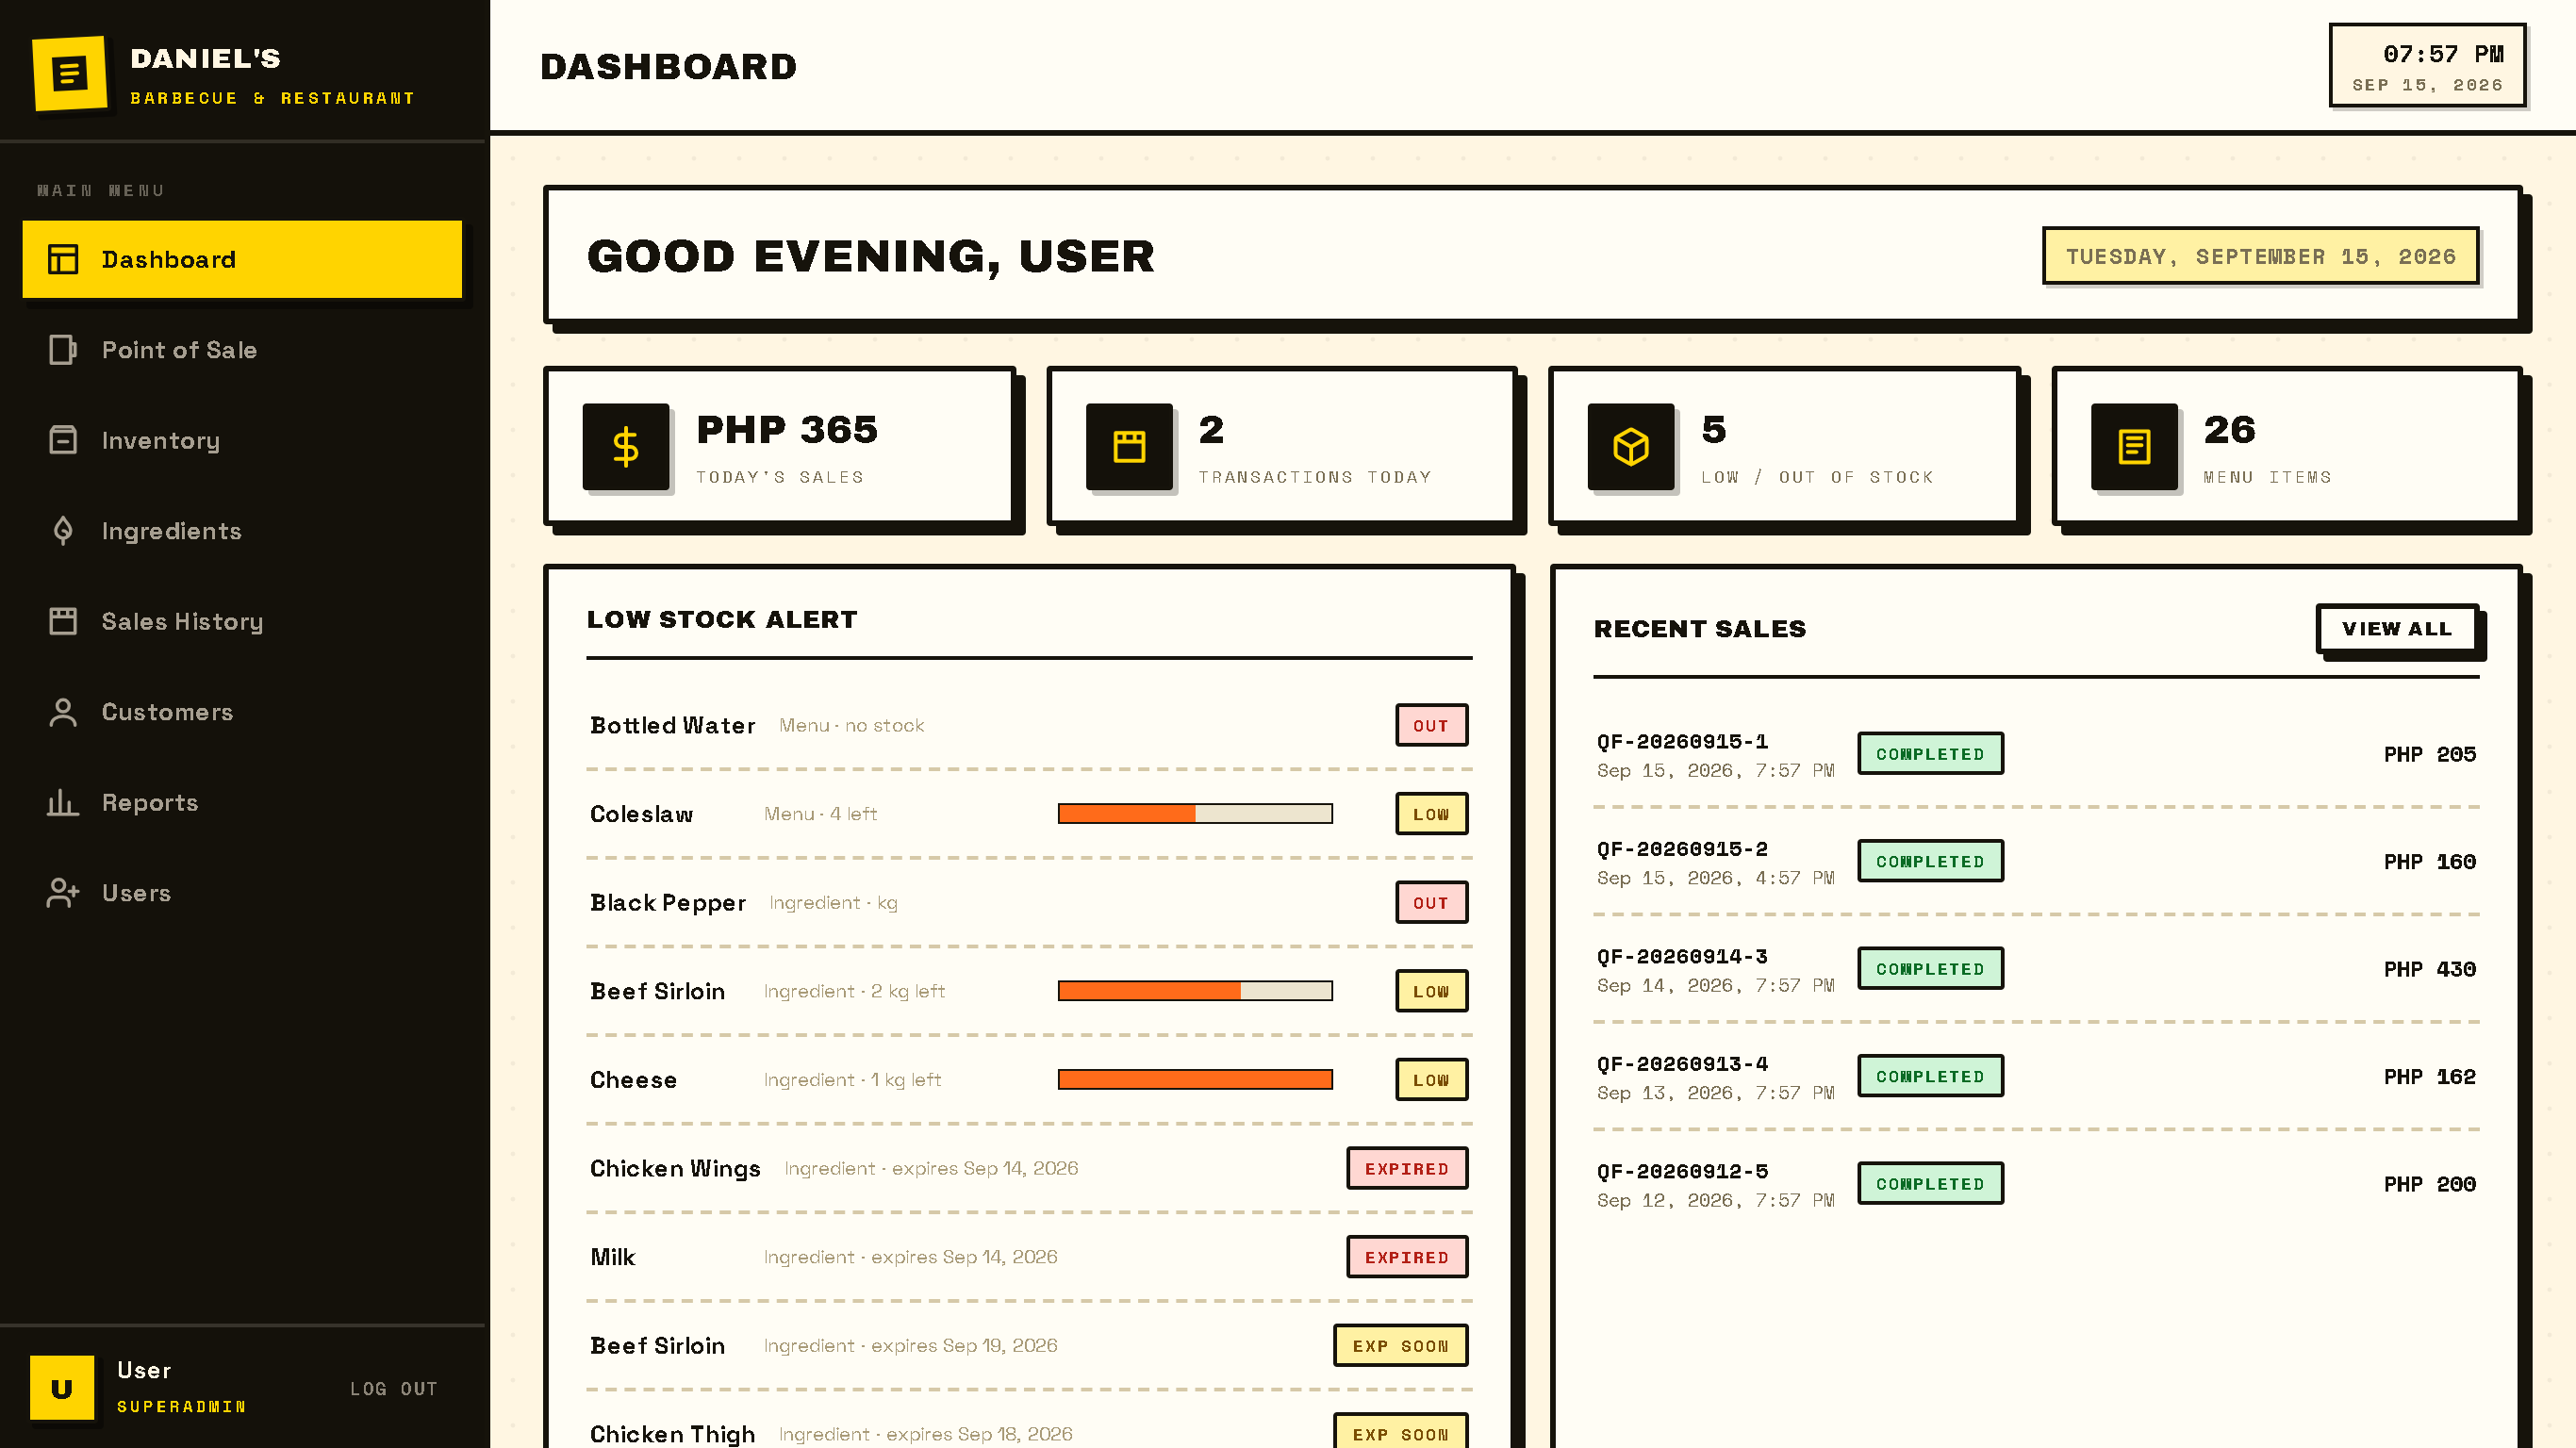 DANIEL'S
BARBECUE & RESTAURANT
MAIN MENU
Dashboard
Point of Sale
Inventory
Ingredients
Sales History
Customers
Reports
Users
U
User
SUPERADMIN
LOG OUT
DASHBOARD
07:57 PM
SEP 15, 2026
GOOD EVENING, USER
TUESDAY, SEPTEMBER 15, 2026
PHP 365
TODAY'S SALES
2
TRANSACTIONS TODAY
5
LOW / OUT OF STOCK
26
MENU ITEMS
LOW STOCK ALERT
Bottled Water Menu · no stock OUT
Coleslaw Menu · 4 left LOW
Black Pepper Ingredient · kg OUT
Beef Sirloin Ingredient · 2 kg left LOW
Cheese Ingredient · 1 kg left LOW
Chicken Wings Ingredient · expires Sep 14, 2026 EXPIRED
Milk Ingredient · expires Sep 14, 2026 EXPIRED
Beef Sirloin Ingredient · expires Sep 19, 2026 EXP SOON
Chicken Thigh Ingredient · expires Sep 18, 2026 EXP SOON
RECENT SALES
VIEW ALL
QF-20260915-1
Sep 15, 2026, 7:57 PM
COMPLETED
PHP 205
QF-20260915-2
Sep 15, 2026, 4:57 PM
COMPLETED
PHP 160
QF-20260914-3
Sep 14, 2026, 7:57 PM
COMPLETED
PHP 430
QF-20260913-4
Sep 13, 2026, 7:57 PM
COMPLETED
PHP 162
QF-20260912-5
Sep 12, 2026, 7:57 PM
COMPLETED
PHP 200